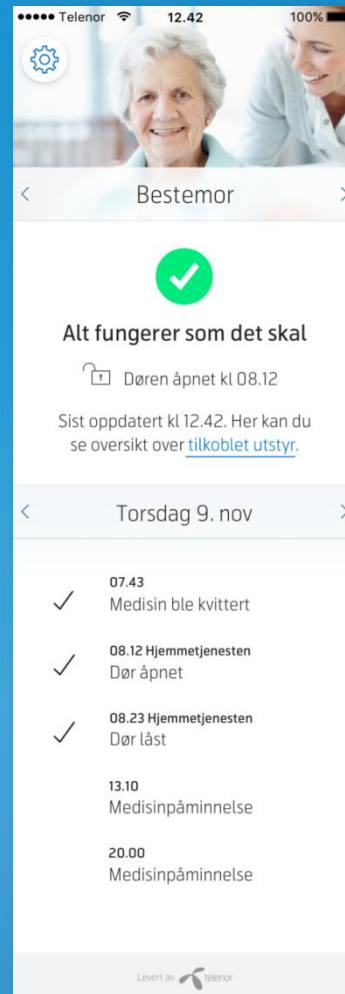 Telenor 12.42 100%
Bestemor
Alt fungerer som det skal
Døren åpnet kl 08.12
Sist oppdatert kl 12.42. Her kan du
se oversikt over tilkoblet utstyr.
Torsdag 9. nov
07.43
Medisin ble kvittert
08.12 Hjemmetjenesten
Dør åpnet
08.23 Hjemmetjenesten
Dør låst
13.10
Medisinpåminnelse
20.00
Medisinpåminnelse
Levert av telenor